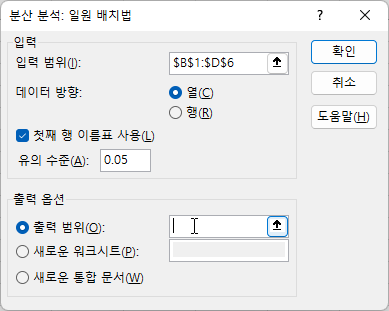 분산 분석: 일원 배치법
?
입력
입력 범위(I): $B$1:$D$6
데이터 방향: 열(C)
행(R)
첫째 행 이름표 사용(L)
유의 수준(A): 0.05
확인
취소
도움말(H)
출력 옵션
출력 범위(O):
새로운 워크시트(P):
새로운 통합 문서(W)